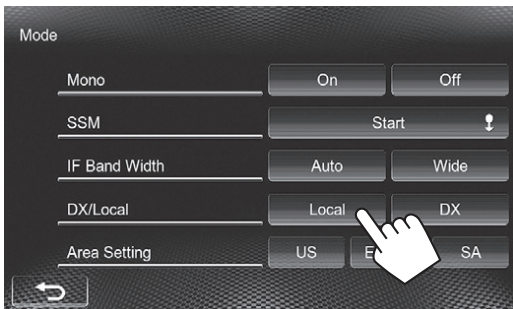 Mode
Mono On Off
SSM Start
IF Band Width Auto Wide
DX/Local Local DX
Area Setting US E SA